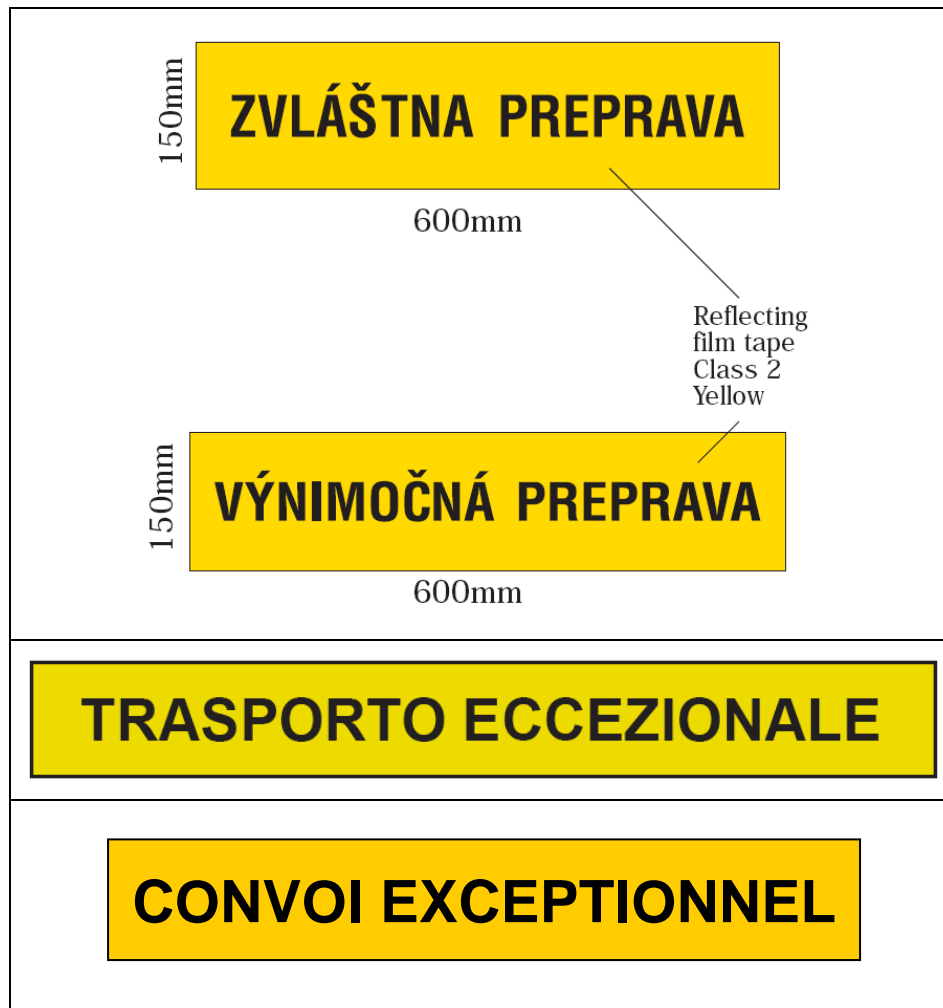 150mm
ZVLÁŠTNA PREPRAVA
600mm
Reflecting
film tape
Class 2
Yellow
150mm
VÝNIMOČNÁ PREPRAVA
600mm
TRASPORTO ECCEZIONALE
CONVOI EXCEPTIONNEL